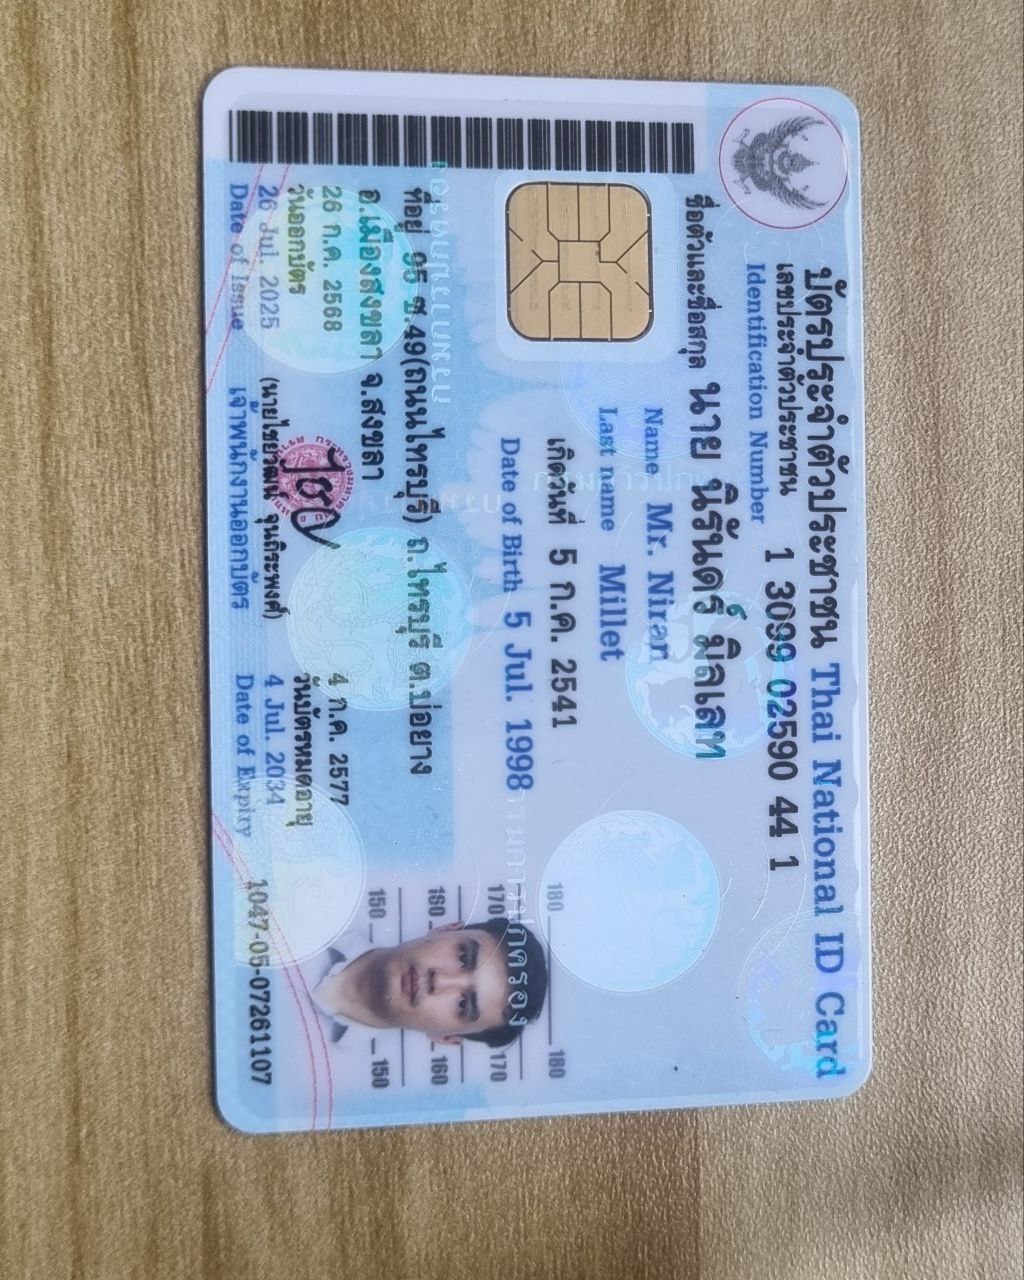 บัตรประจำตัวประชาชน Thai National ID Card
เลขประจำตัวประชาชน 1 3099 02590 44 1
Identification Number
ชื่อตัวและชื่อสกุล นาย นิรันดร์ มิลเลท
Name Mr. Niran
Last name Millet
เกิดวันที่ 5 ก.ค. 2541
Date of Birth 5 Jul. 1998
ที่อยู่ 95 ซ.49(ถนนไทรบุรี) ถ.ไทรบุรี ต.บ่อยาง
อ.เมืองสงขลา จ.สงขลา
26 ก.ค. 2568
วันออกบัตร
26 Jul. 2025
Date of Issue
(นายไชยวัฒน์ จุนถิระพงศ์)
เจ้าพนักงานออกบัตร
4 ก.ค. 2577
วันบัตรหมดอายุ
4 Jul. 2034
Date of Expiry
180 180
170 170
160 160
150 150
1047-05-07261107